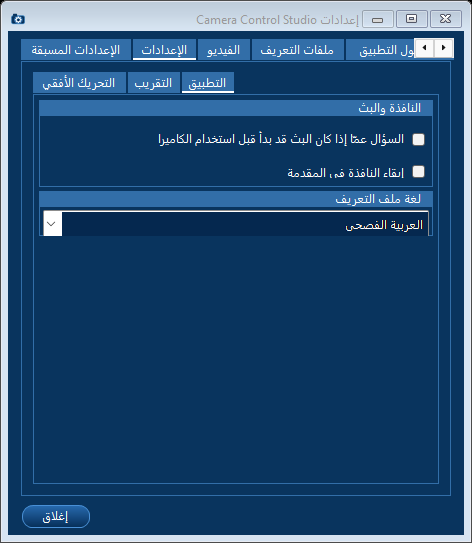 إعدادات Camera Control Studio
الإعدادات المسبقة
الإعدادات
الفيديو
ملفات التعريف
ول التطبيق
التحريك الأفقي
التقريب
التطبيق
النافذة والبث
السؤال عمّا إذا كان البث قد بدأ قبل استخدام الكاميرا
إبقاء النافذة في المقدمة
لغة ملف التعريف
العربية الفصحى
إغلاق